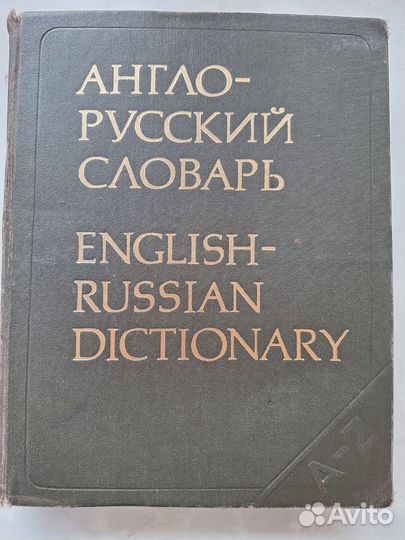 АНГЛО-
РУССКИЙ
СЛОВАРЬ
ENGLISH-
RUSSIAN
DICTIONARY
A-Z
Avito